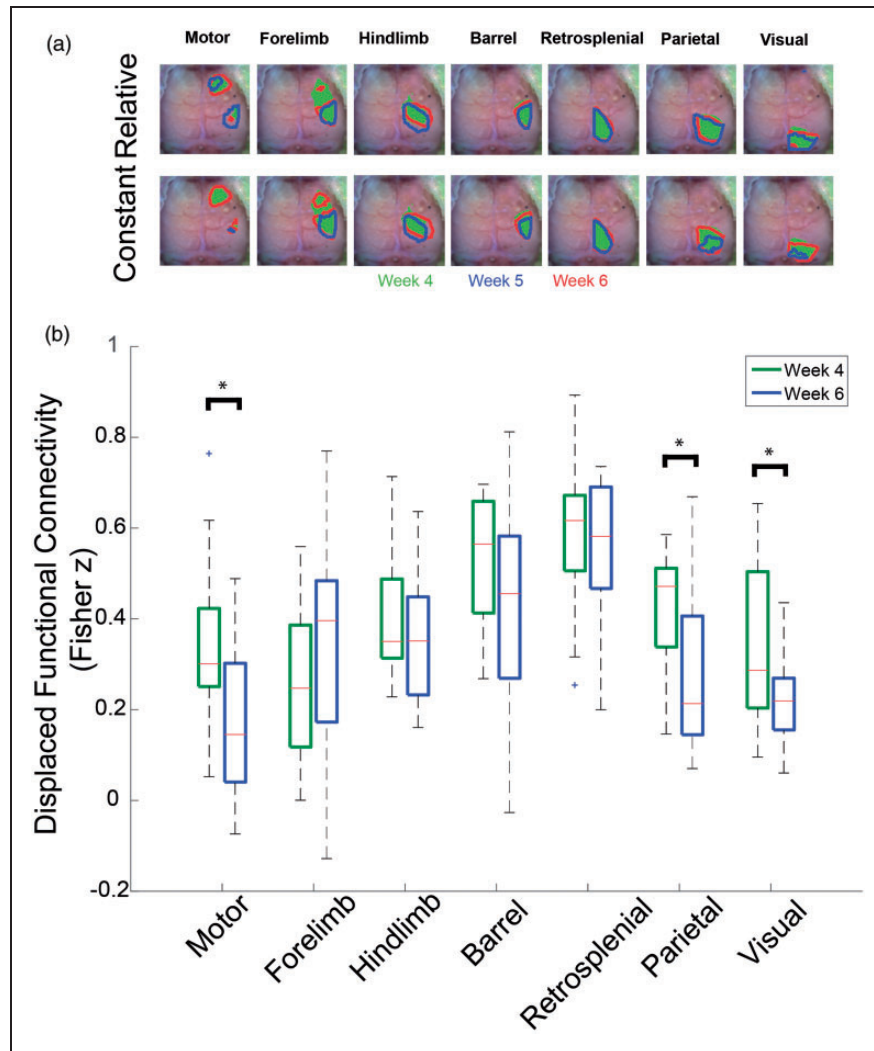 (a)
Motor Forelimb Hindlimb Barrel Retrosplenial Parietal Visual
Constant Relative
Week 4 Week 5 Week 6
(b)
Displaced Functional Connectivity
(Fisher z)
1
0.8
0.6
0.4
0.2
0
-0.2
*
*
*
Week 4
Week 6
Motor
Forelimb
Hindlimb
Barrel
Retrosplenial
Parietal
Visual